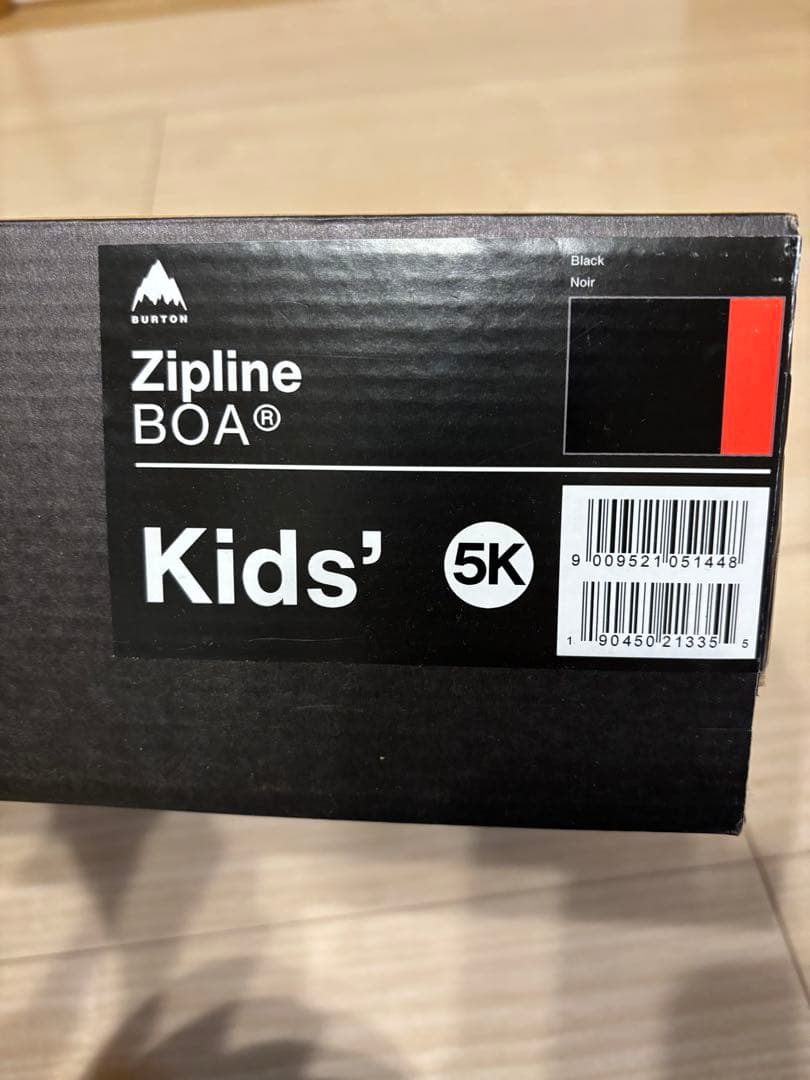 BURTON
Zipline
BOA®
Black
Noir
Kids’
5K
9 009521 051448
1 90450 21335 5